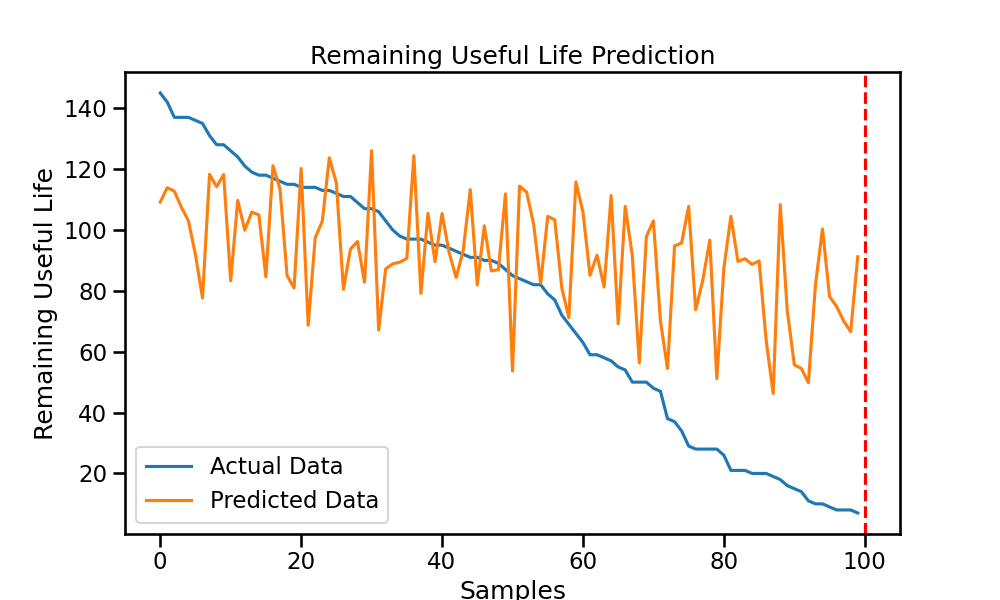 Remaining Useful Life Prediction
Remaining Useful Life
140
120
100
80
60
40
20
Actual Data
Predicted Data
0 20 40 60 80 100
Samples